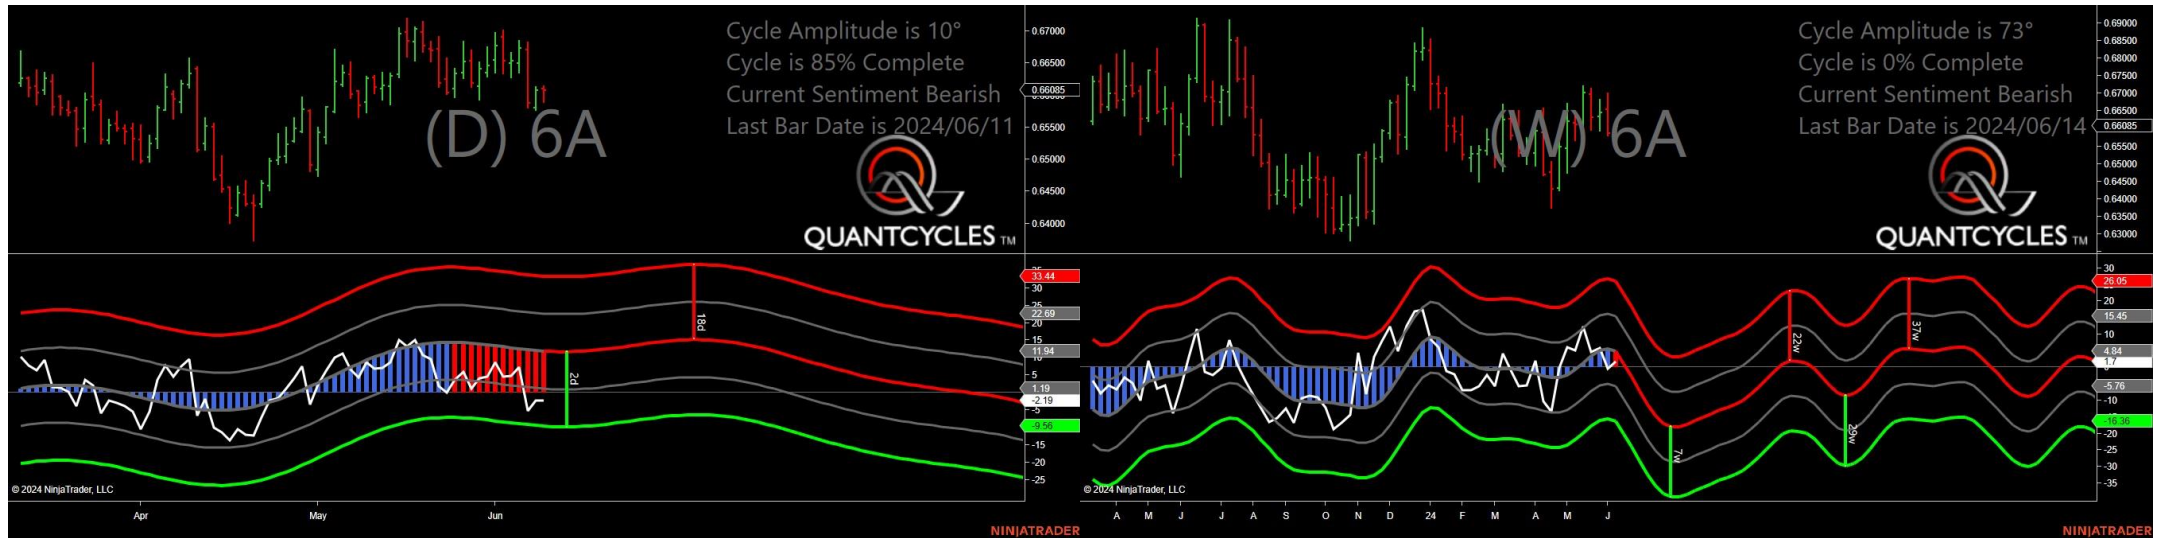 Cycle Amplitude is 10°
Cycle is 85% Complete
Current Sentiment Bearish
Last Bar Date is 2024/06/11
(D) 6A
QUANTCYCLES TM
0.67000
0.66500
0.66085
0.65500
0.65000
0.64500
0.64000
33.44
30
25
22.69
20
15
11.94
5
1.19
-2.19
-5
-9.56
-15
-20
-25
2d
18d
© 2024 NinjaTrader, LLC
Apr
May
Jun
NINJATRADER
Cycle Amplitude is 73°
Cycle is 0% Complete
Current Sentiment Bearish
Last Bar Date is 2024/06/14
(W) 6A
QUANTCYCLES TM
0.69000
0.68500
0.68000
0.67500
0.67000
0.66500
0.66085
0.65500
0.65000
0.64500
0.64000
0.63500
0.63000
30
26.05
20
15.45
10
4.84
1.7
-5.76
-10
-16.36
-20
-25
-30
-35
7w
22w
29w
37w
© 2024 NinjaTrader, LLC
A M J J A S O N D 24 F M A M J
NINJATRADER